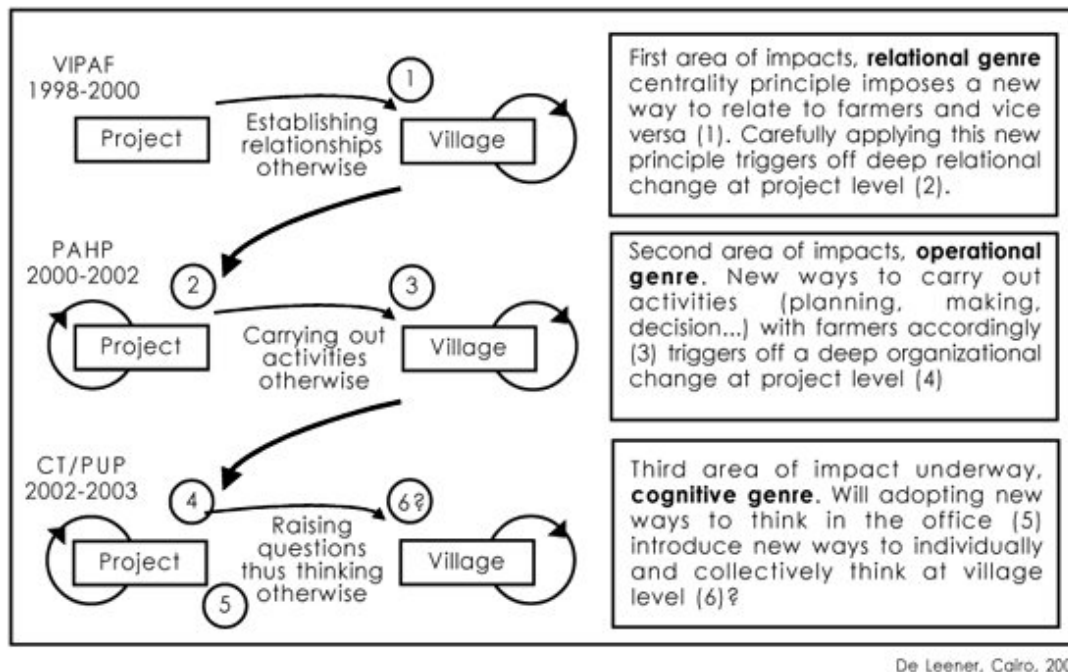 VIPAF
1998-2000
Project
1
Establishing
relationships
otherwise
Village
First area of impacts, relational genre
centrality principle imposes a new
way to relate to farmers and vice
versa (1). Carefully applying this new
principle triggers off deep relational
change at project level (2).
PAHP
2000-2002
2
Project
3
Carrying out
activities
otherwise
Village
Second area of impacts, operational
genre. New ways to carry out
activities (planning, making,
decision...) with farmers accordingly
(3) triggers off a deep organizational
change at project level (4)
CT/PUP
2002-2003
4
Project
5
6?
Raising
questions
thus thinking
otherwise
Village
Third area of impact underway,
cognitive genre. Will adopting new
ways to think in the office (5)
introduce new ways to individually
and collectively think at village
level (6)?
De Leener, Cairo,